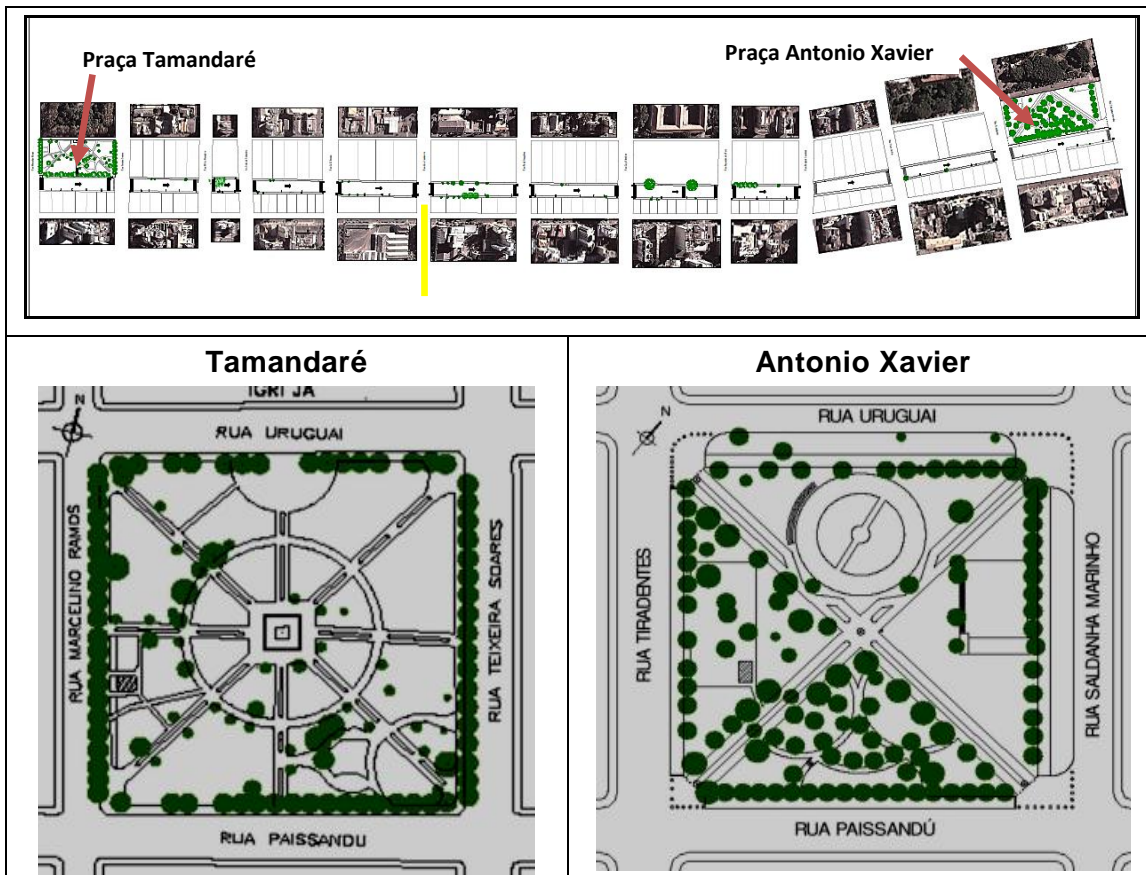 Praça Tamandaré
Praça Antonio Xavier
Tamandaré
IGRIJA
N
RUA URUGUAI
RUA MARCELINO RAMOS
RUA TEIXEIRA SOARES
RUA PAISSANDU
Antonio Xavier
N
RUA URUGUAI
RUA TIRADENTES
RUA SALDANHA MARINHO
RUA PAISSANDÚ